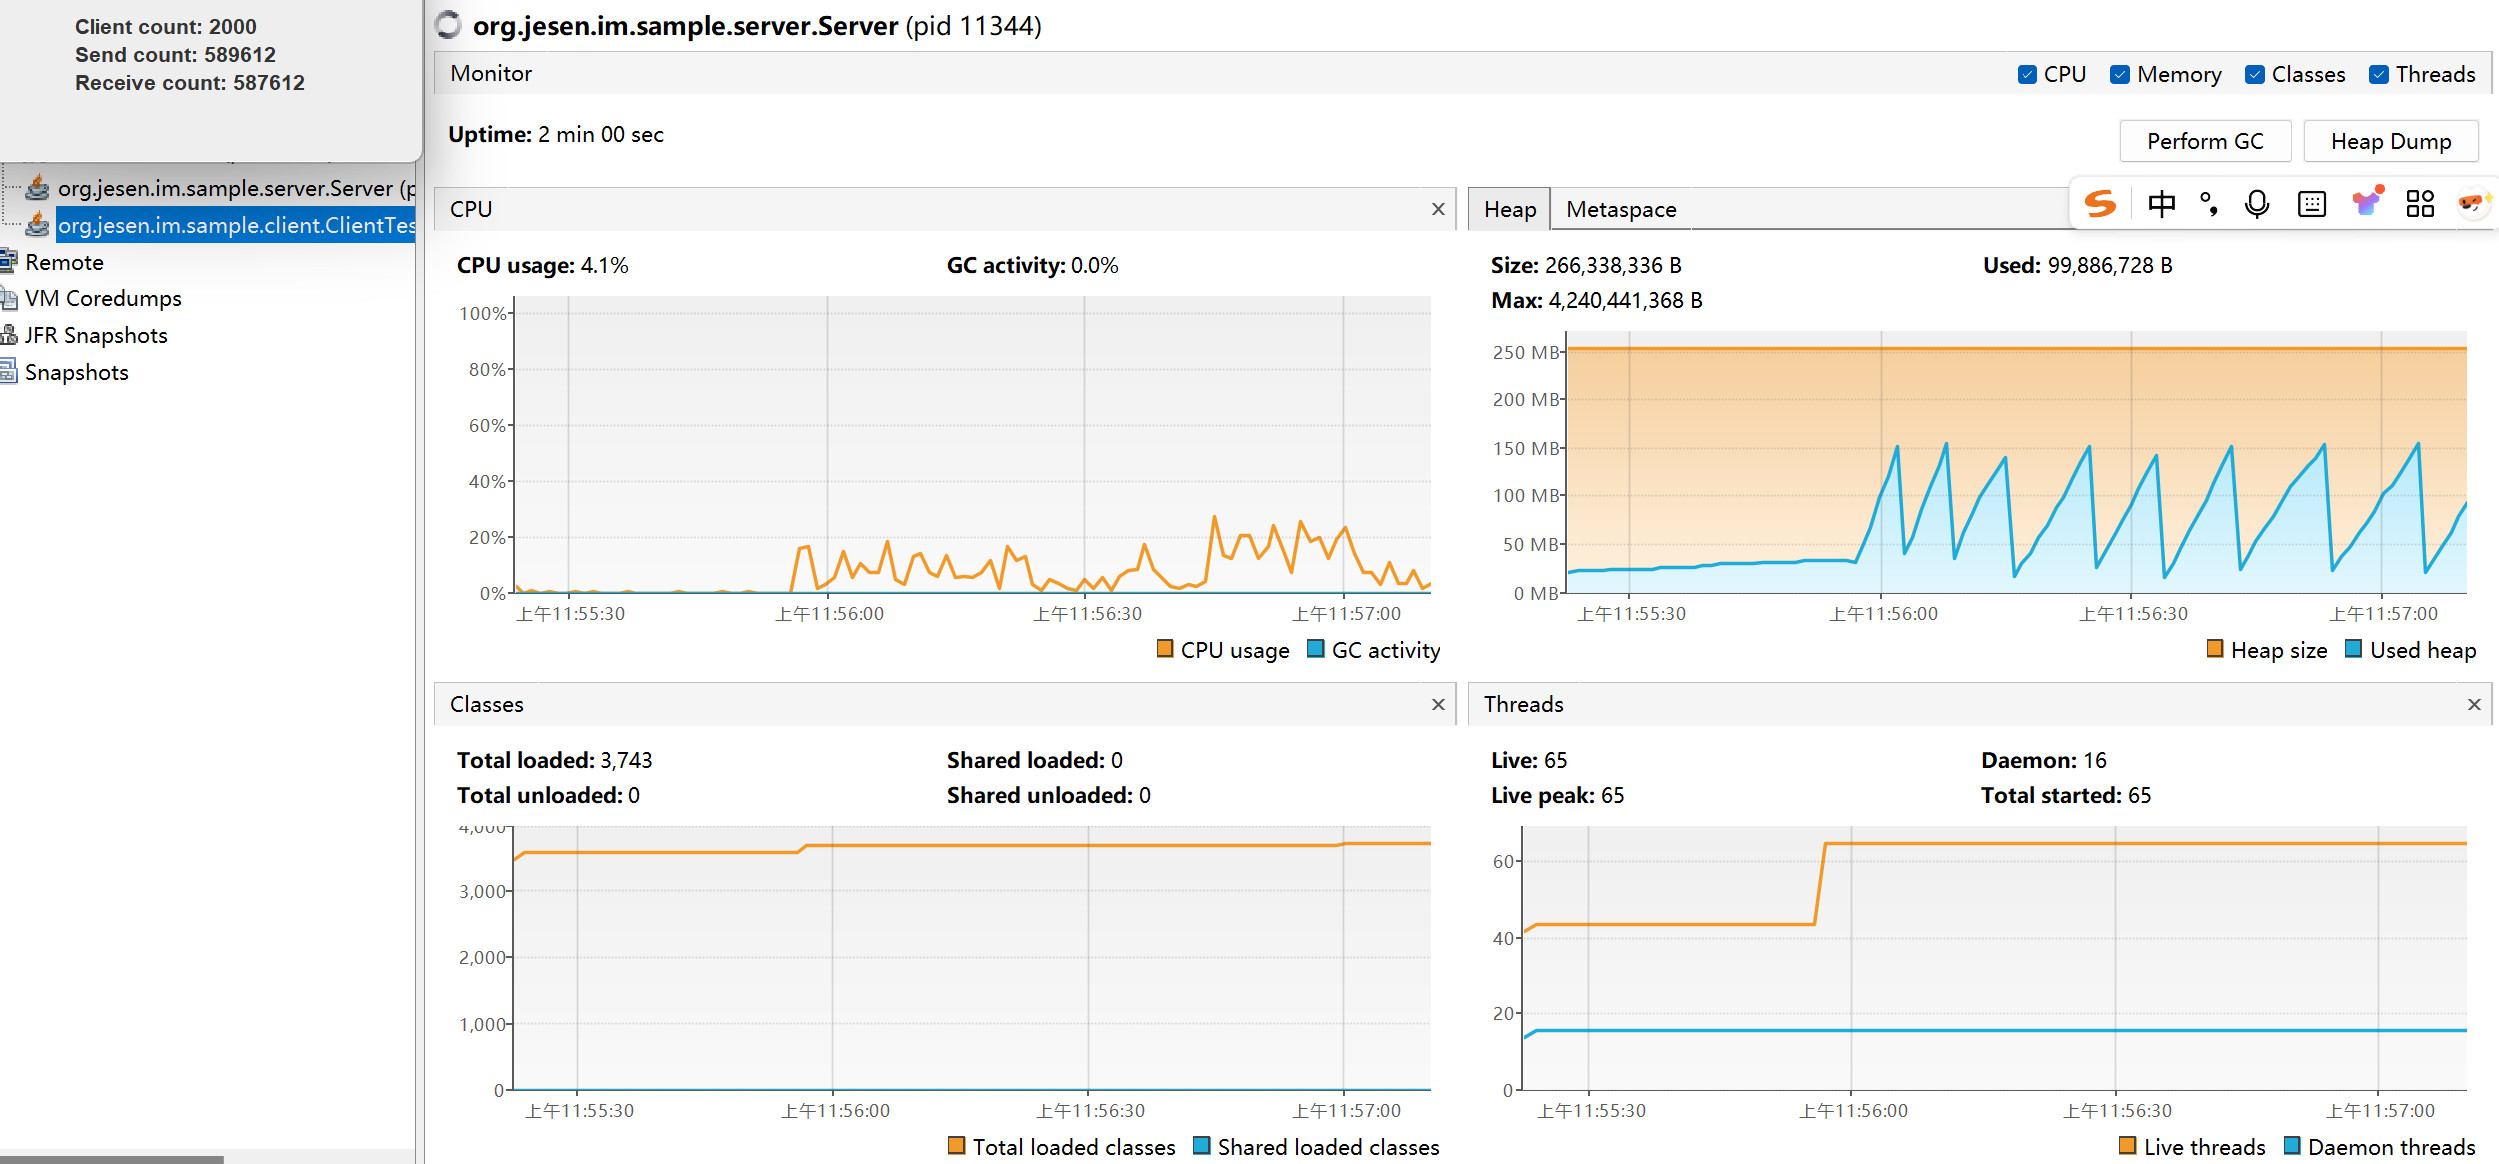 Client count: 2000
Send count: 589612
Receive count: 587612
org.jesen.im.sample.server.Server (p
org.jesen.im.sample.client.ClientTes
Remote
VM Coredumps
JFR Snapshots
Snapshots
org.jesen.im.sample.server.Server (pid 11344)
Monitor
CPU Memory Classes Threads
Uptime: 2 min 00 sec
Perform GC Heap Dump
中
CPU
CPU usage: 4.1% GC activity: 0.0%
100%
80%
60%
40%
20%
0%
上午11:55:30 上午11:56:00 上午11:56:30 上午11:57:00
CPU usage GC activity
Heap Metaspace
Size: 266,338,336 B Used: 99,886,728 B
Max: 4,240,441,368 B
250 MB
200 MB
150 MB
100 MB
50 MB
0 MB
上午11:55:30 上午11:56:00 上午11:56:30 上午11:57:00
Heap size Used heap
Classes
Total loaded: 3,743 Shared loaded: 0
Total unloaded: 0 Shared unloaded: 0
4,000
3,000
2,000
1,000
0
上午11:55:30 上午11:56:00 上午11:56:30 上午11:57:00
Total loaded classes Shared loaded classes
Threads
Live: 65 Daemon: 16
Live peak: 65 Total started: 65
60
40
20
0
上午11:55:30 上午11:56:00 上午11:56:30 上午11:57:00
Live threads Daemon threads